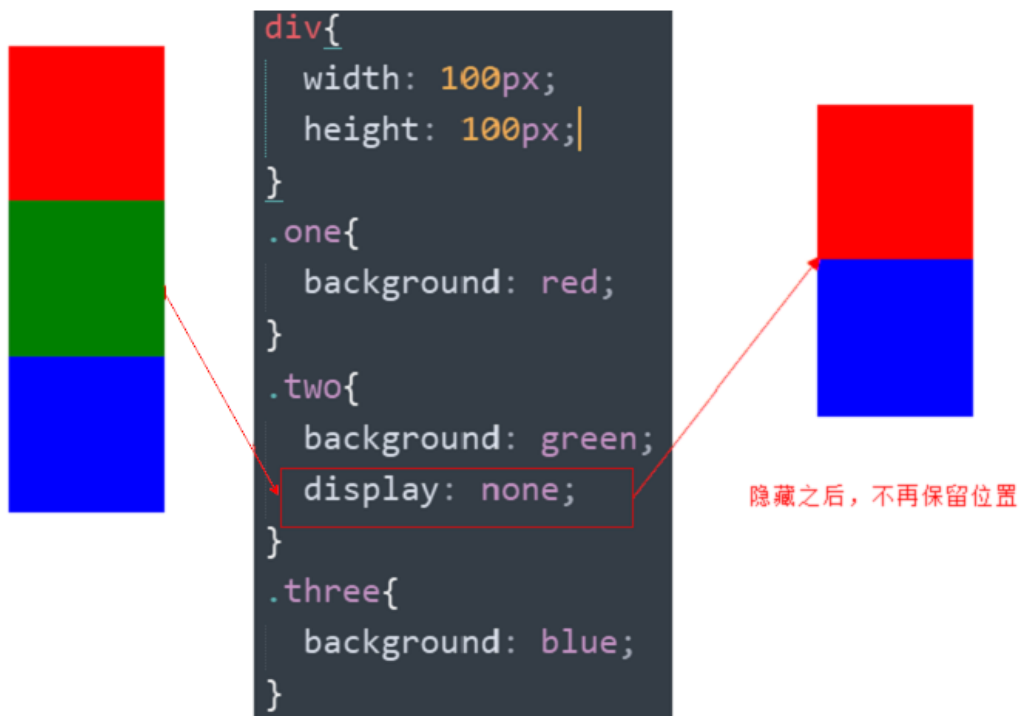 div{
width: 100px;
height: 100px;
}
.one{
background: red;
}
.two{
background: green;
display: none;
}
.three{
background: blue;
}
隐藏之后，不再保留位置